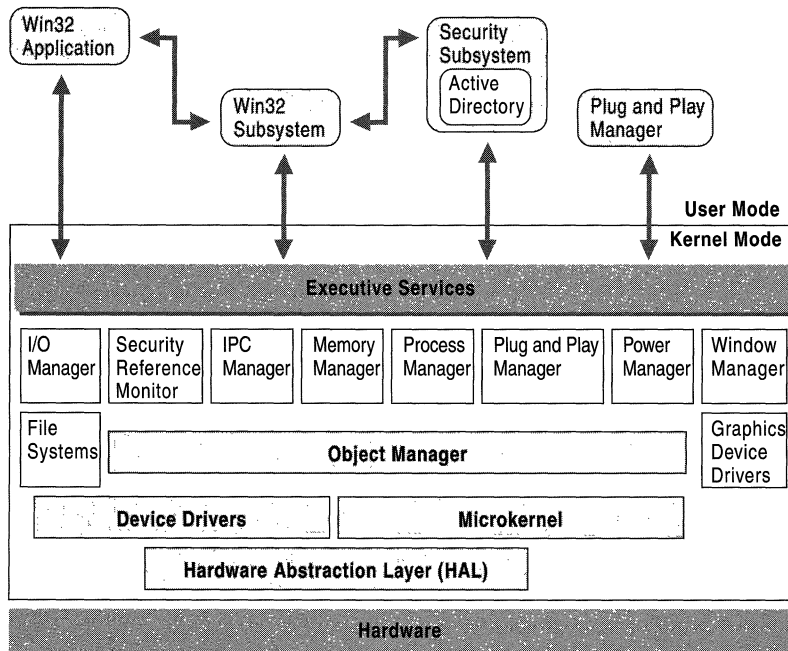 Win32
Application
Win32
Subsystem
Security
Subsystem
Active
Directory
Plug and Play
Manager
User Mode
Kernel Mode
Executive Services
I/O
Manager
Security
Reference
Monitor
IPC
Manager
Memory
Manager
Process
Manager
Plug and Play
Manager
Power
Manager
Window
Manager
File
Systems
Object Manager
Graphics
Device
Drivers
Device Drivers
Microkernel
Hardware Abstraction Layer (HAL)
Hardware